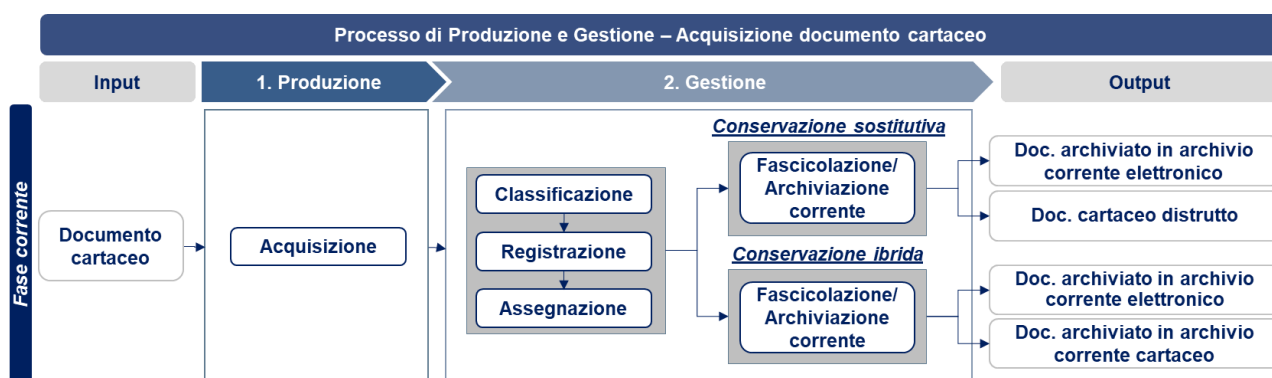 Processo di Produzione e Gestione – Acquisizione documento cartaceo
Input
1. Produzione
2. Gestione
Output
Fase corrente
Documento
cartaceo
Acquisizione
Classificazione
Registrazione
Assegnazione
Conservazione sostitutiva
Fascicolazione/
Archiviazione
corrente
Conservazione ibrida
Fascicolazione/
Archiviazione
corrente
Doc. archiviato in archivio
corrente elettronico
Doc. cartaceo distrutto
Doc. archiviato in archivio
corrente elettronico
Doc. archiviato in archivio
corrente cartaceo